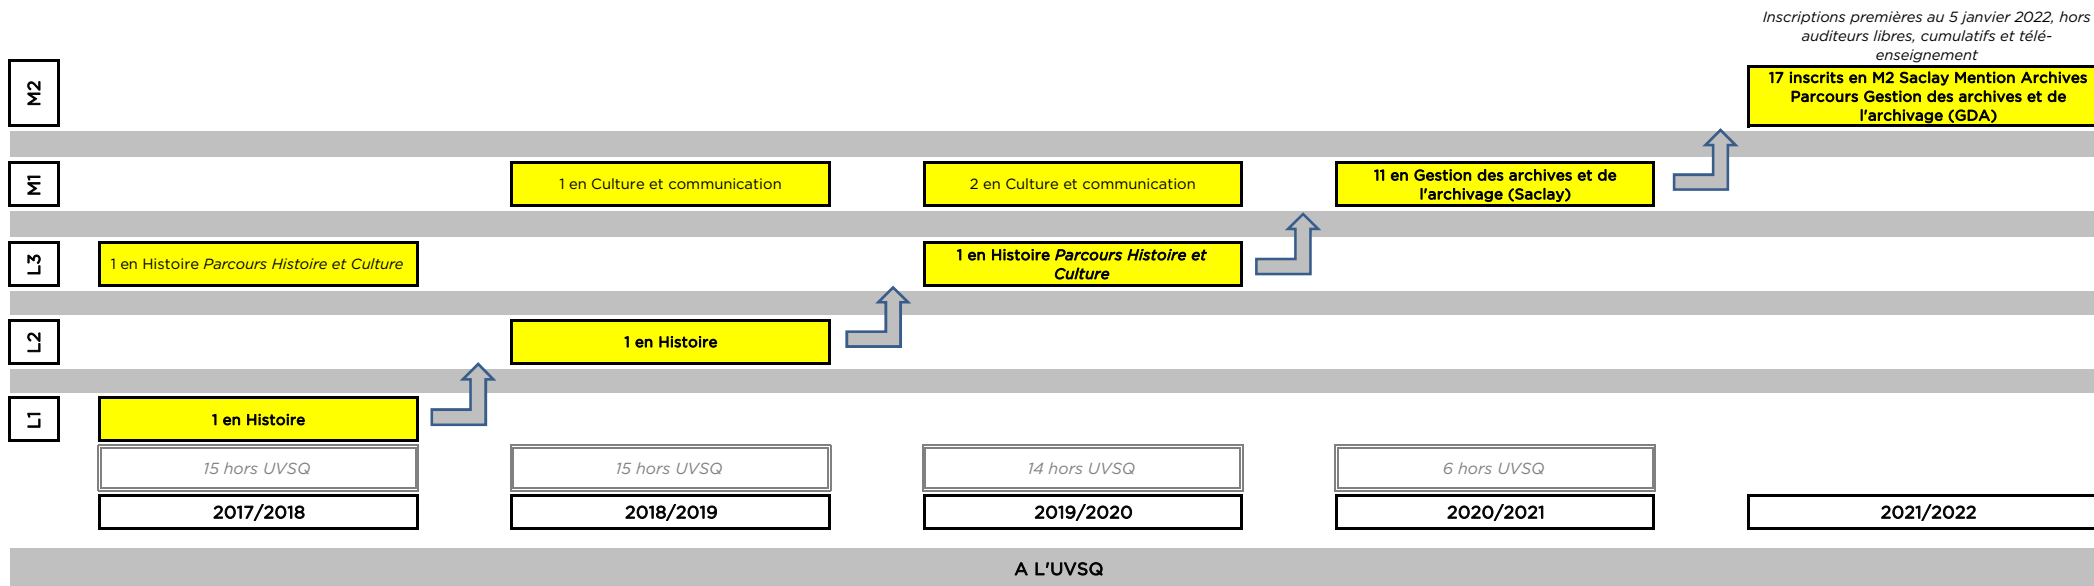 Inscriptions premières au 5 janvier 2022, hors
auditeurs libres, cumulatifs et télé-
enseignement
M2
17 inscrits en M2 Saclay Mention Archives
Parcours Gestion des archives et de
l'archivage (GDA)
M1
1 en Culture et communication
2 en Culture et communication
11 en Gestion des archives et de
l'archivage (Saclay)
L3
1 en Histoire Parcours Histoire et Culture
1 en Histoire Parcours Histoire et
Culture
L2
1 en Histoire
L1
1 en Histoire
15 hors UVSQ
15 hors UVSQ
14 hors UVSQ
6 hors UVSQ
2017/2018
2018/2019
2019/2020
2020/2021
2021/2022
A L'UVSQ